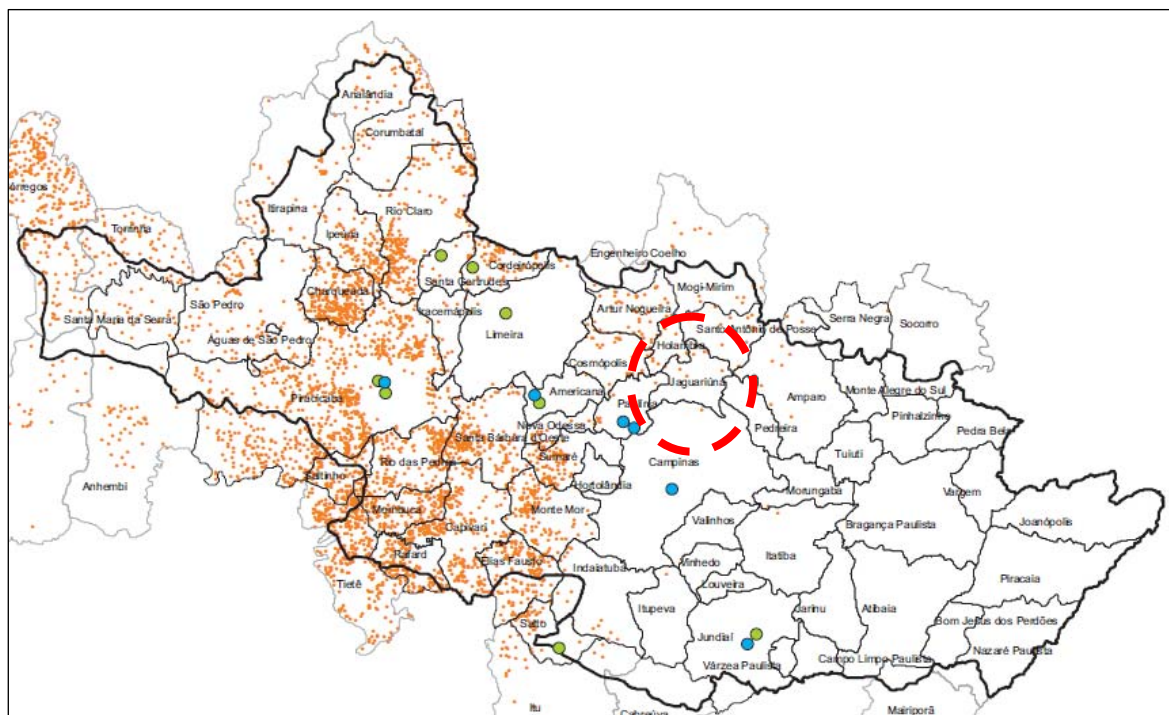 Analândia
Corumbataí
Torrinha
Itirapina
Rio Claro
Ipeúna
Engenheiro Coelho
Cordeirópolis
Santa Gertrudes
Mogi-Mirim
Charqueada
São Pedro
Iracemápolis
Artur Nogueira
Santa Maria da Serra
Limeira
Santo Antônio de Posse
Serra Negra
Socorro
Águas de São Pedro
Holambra
Cosmópolis
Jaguariúna
Americana
Amparo
Monte Alegre do Sul
Piracicaba
Paulínia
Pinhalzinho
Nova Odessa
Pedreira
Pedra Bela
Santa Bárbara d'Oeste
Sumaré
Tuiuti
Rio das Pedras
Campinas
Saltinho
Anhembi
Hortolândia
Morungaba
Vargem
Mombuca
Monte Mor
Valinhos
Joanópolis
Capivari
Bragança Paulista
Rafard
Elias Fausto
Indaiatuba
Vinhedo
Itatiba
Tietê
Louveira
Piracaia
Itupeva
Jarinu
Atibaia
Salto
Jundiaí
Bom Jesus dos Perdões
Nazaré Paulista
Campo Limpo Paulista
Várzea Paulista
Itu
Cabreúva
Mairiporã